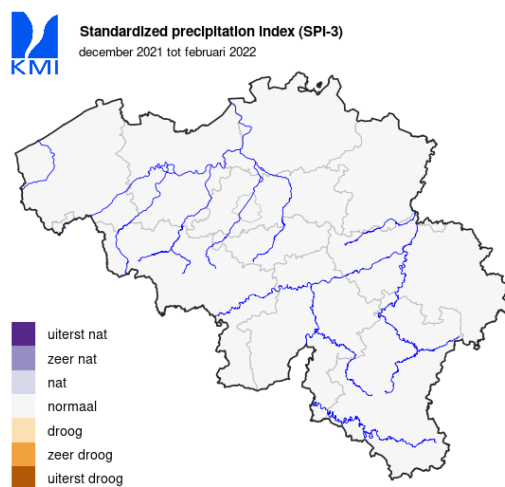 KMI
Standardized precipitation index (SPI-3)
december 2021 tot februari 2022
uiterst nat
zeer nat
nat
normaal
droog
zeer droog
uiterst droog